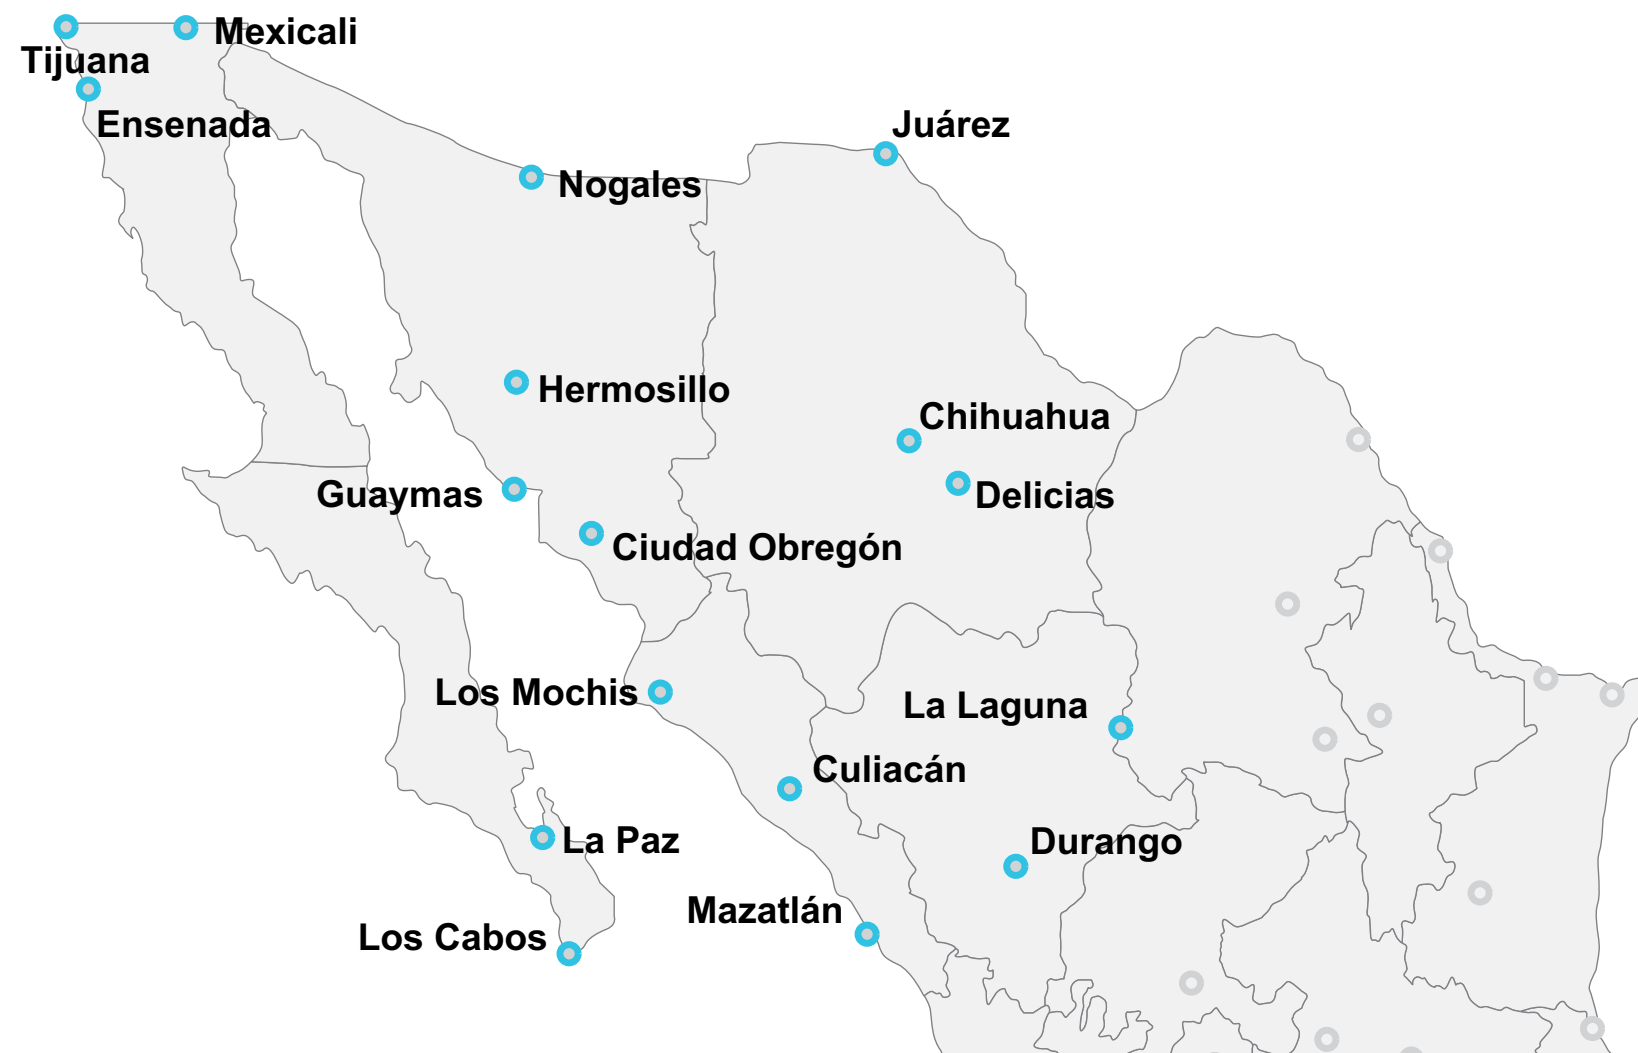 Mexicali
Tijuana
Ensenada
Juárez
Nogales
Hermosillo
Chihuahua
Guaymas
Delicias
Ciudad Obregón
Los Mochis
La Laguna
Culiacán
La Paz
Durango
Mazatlán
Los Cabos